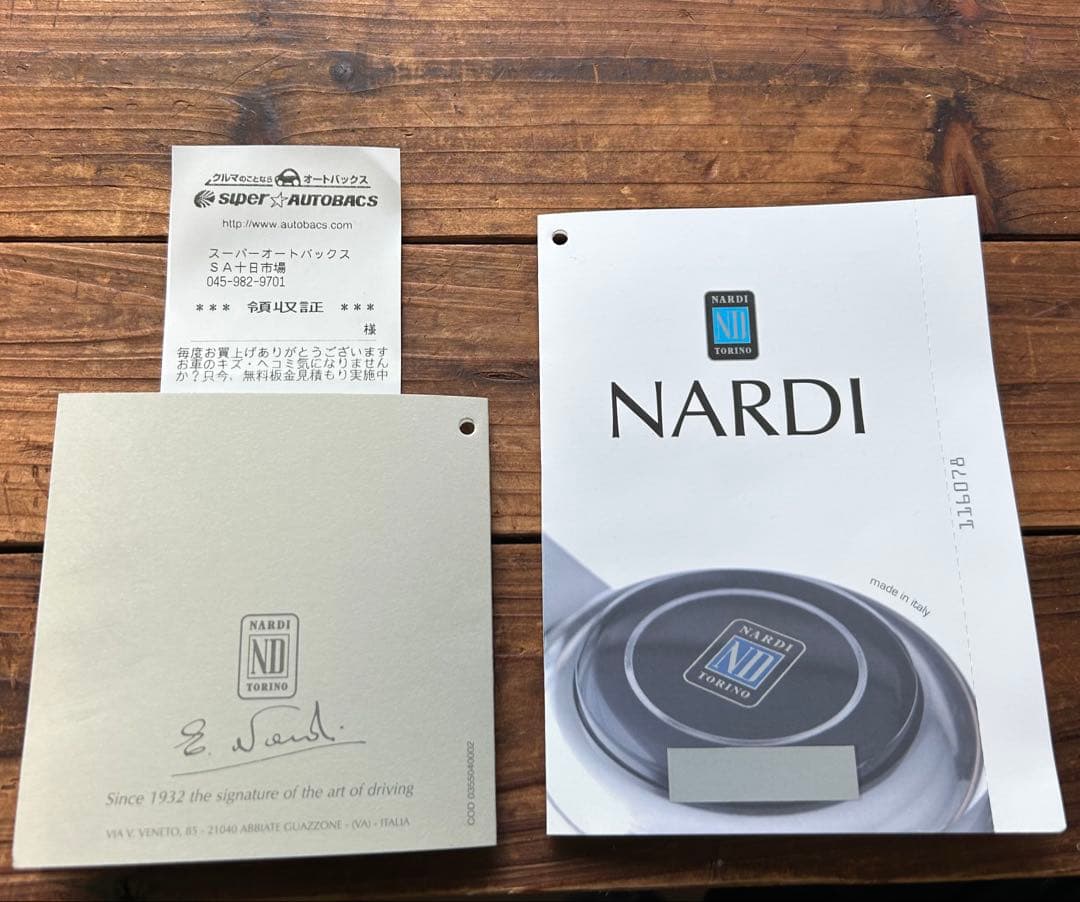 クルマのことなら オートバックス
super☆AUTOBACS
http://www.autobacs.com
スーパーオートバックス
SA十日市場
045-982-9701
*** 領収証 ***
様
毎度お買上げありがとうございます
お車のキズ・ヘコミ気になりません
か?只今、無料板金見積もり実施中
NARDI
ND
TORINO
E. Nardi
Since 1932 the signature of the art of driving
VIA V. VENETO, 85 - 21040 ABBIATE GUAZZONE - (VA) - ITALIA
COD 035S040002
NARDI
ND
TORINO
NARDI
116078
made in italy
NARDI
ND
TORINO